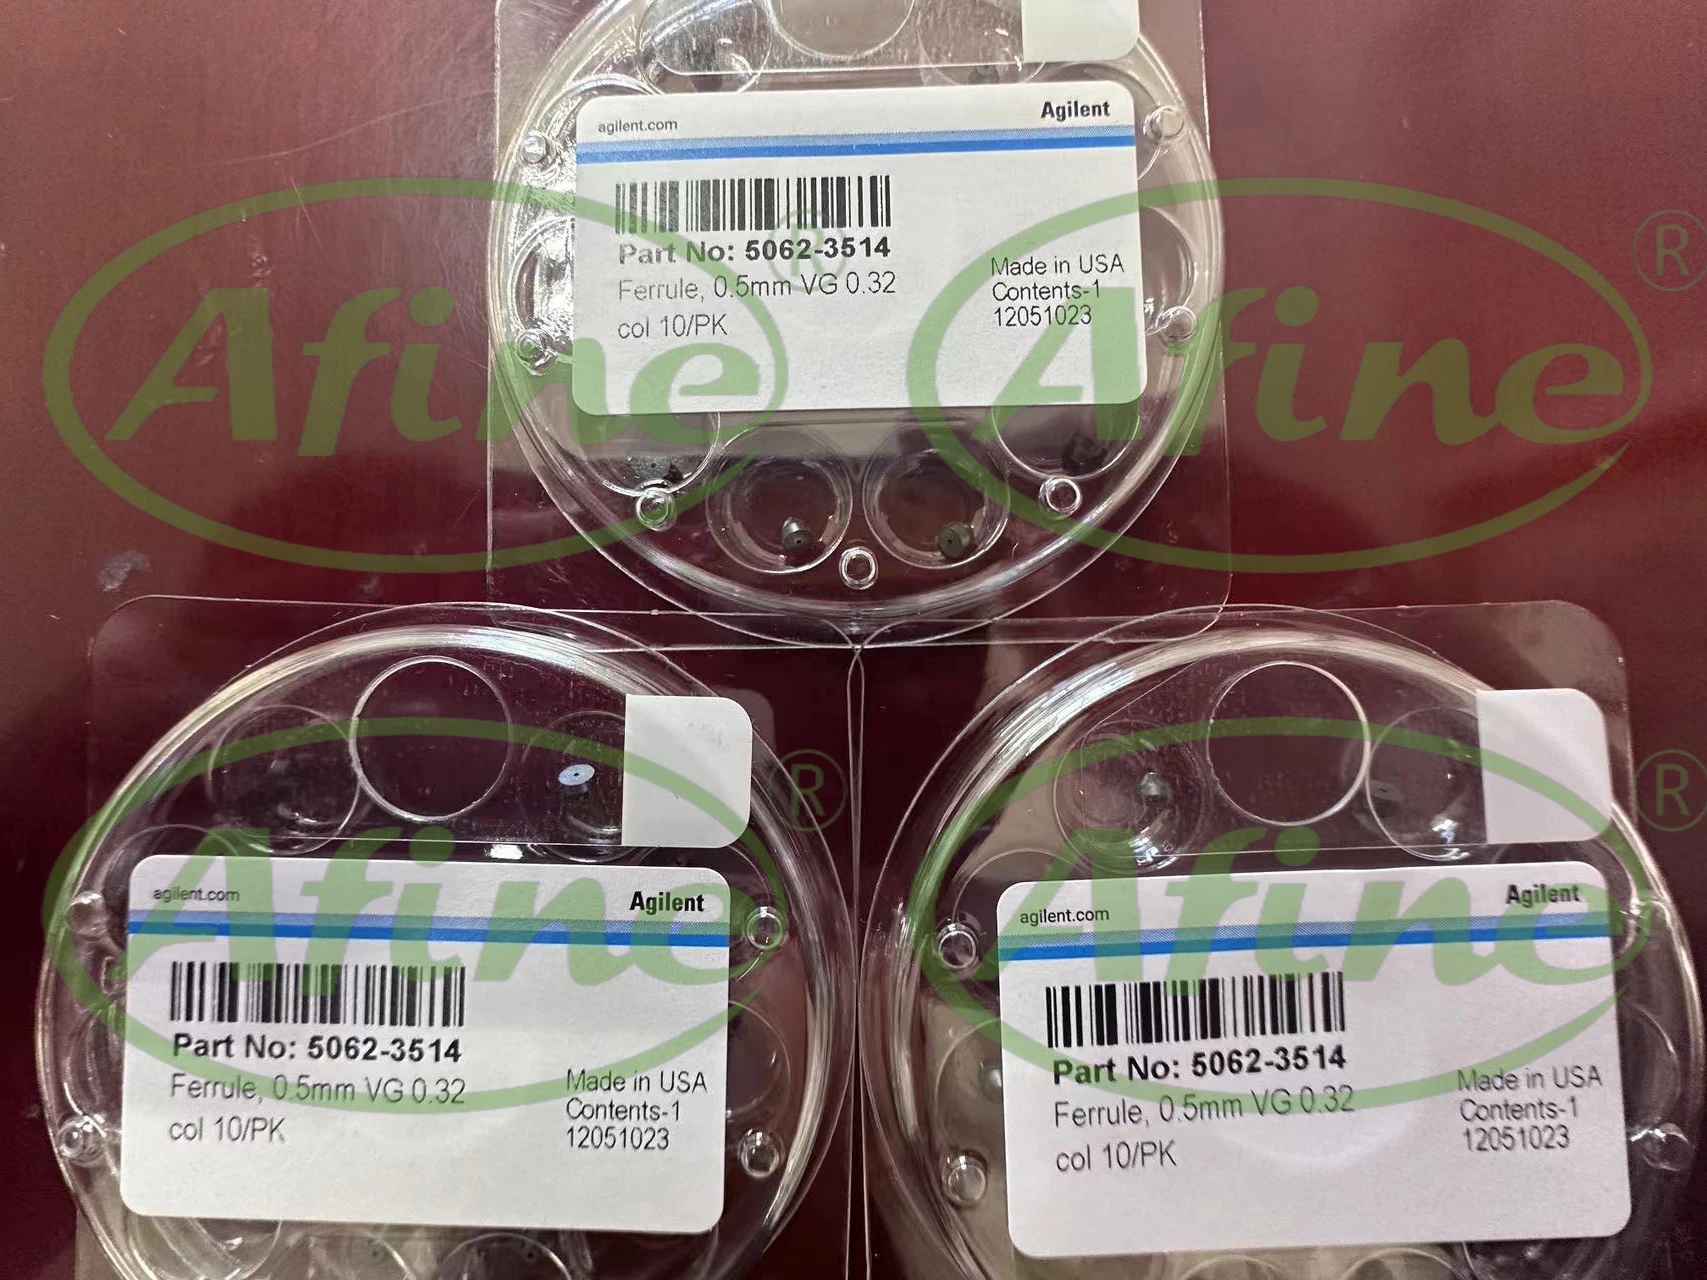 agilent.com
Agilent
Part No: 5062-3514
Ferrule, 0.5mm VG 0.32
col 10/PK
Made in USA
Contents-1
12051023
Afine®
Afine®
agilent.com
Agilent
Part No: 5062-3514
Ferrule, 0.5mm VG 0.32
col 10/PK
Made in USA
Contents-1
12051023
agilent.com
Agilent
Part No: 5062-3514
Ferrule, 0.5mm VG 0.32
col 10/PK
Made in USA
Contents-1
12051023
Afine®
Afine®